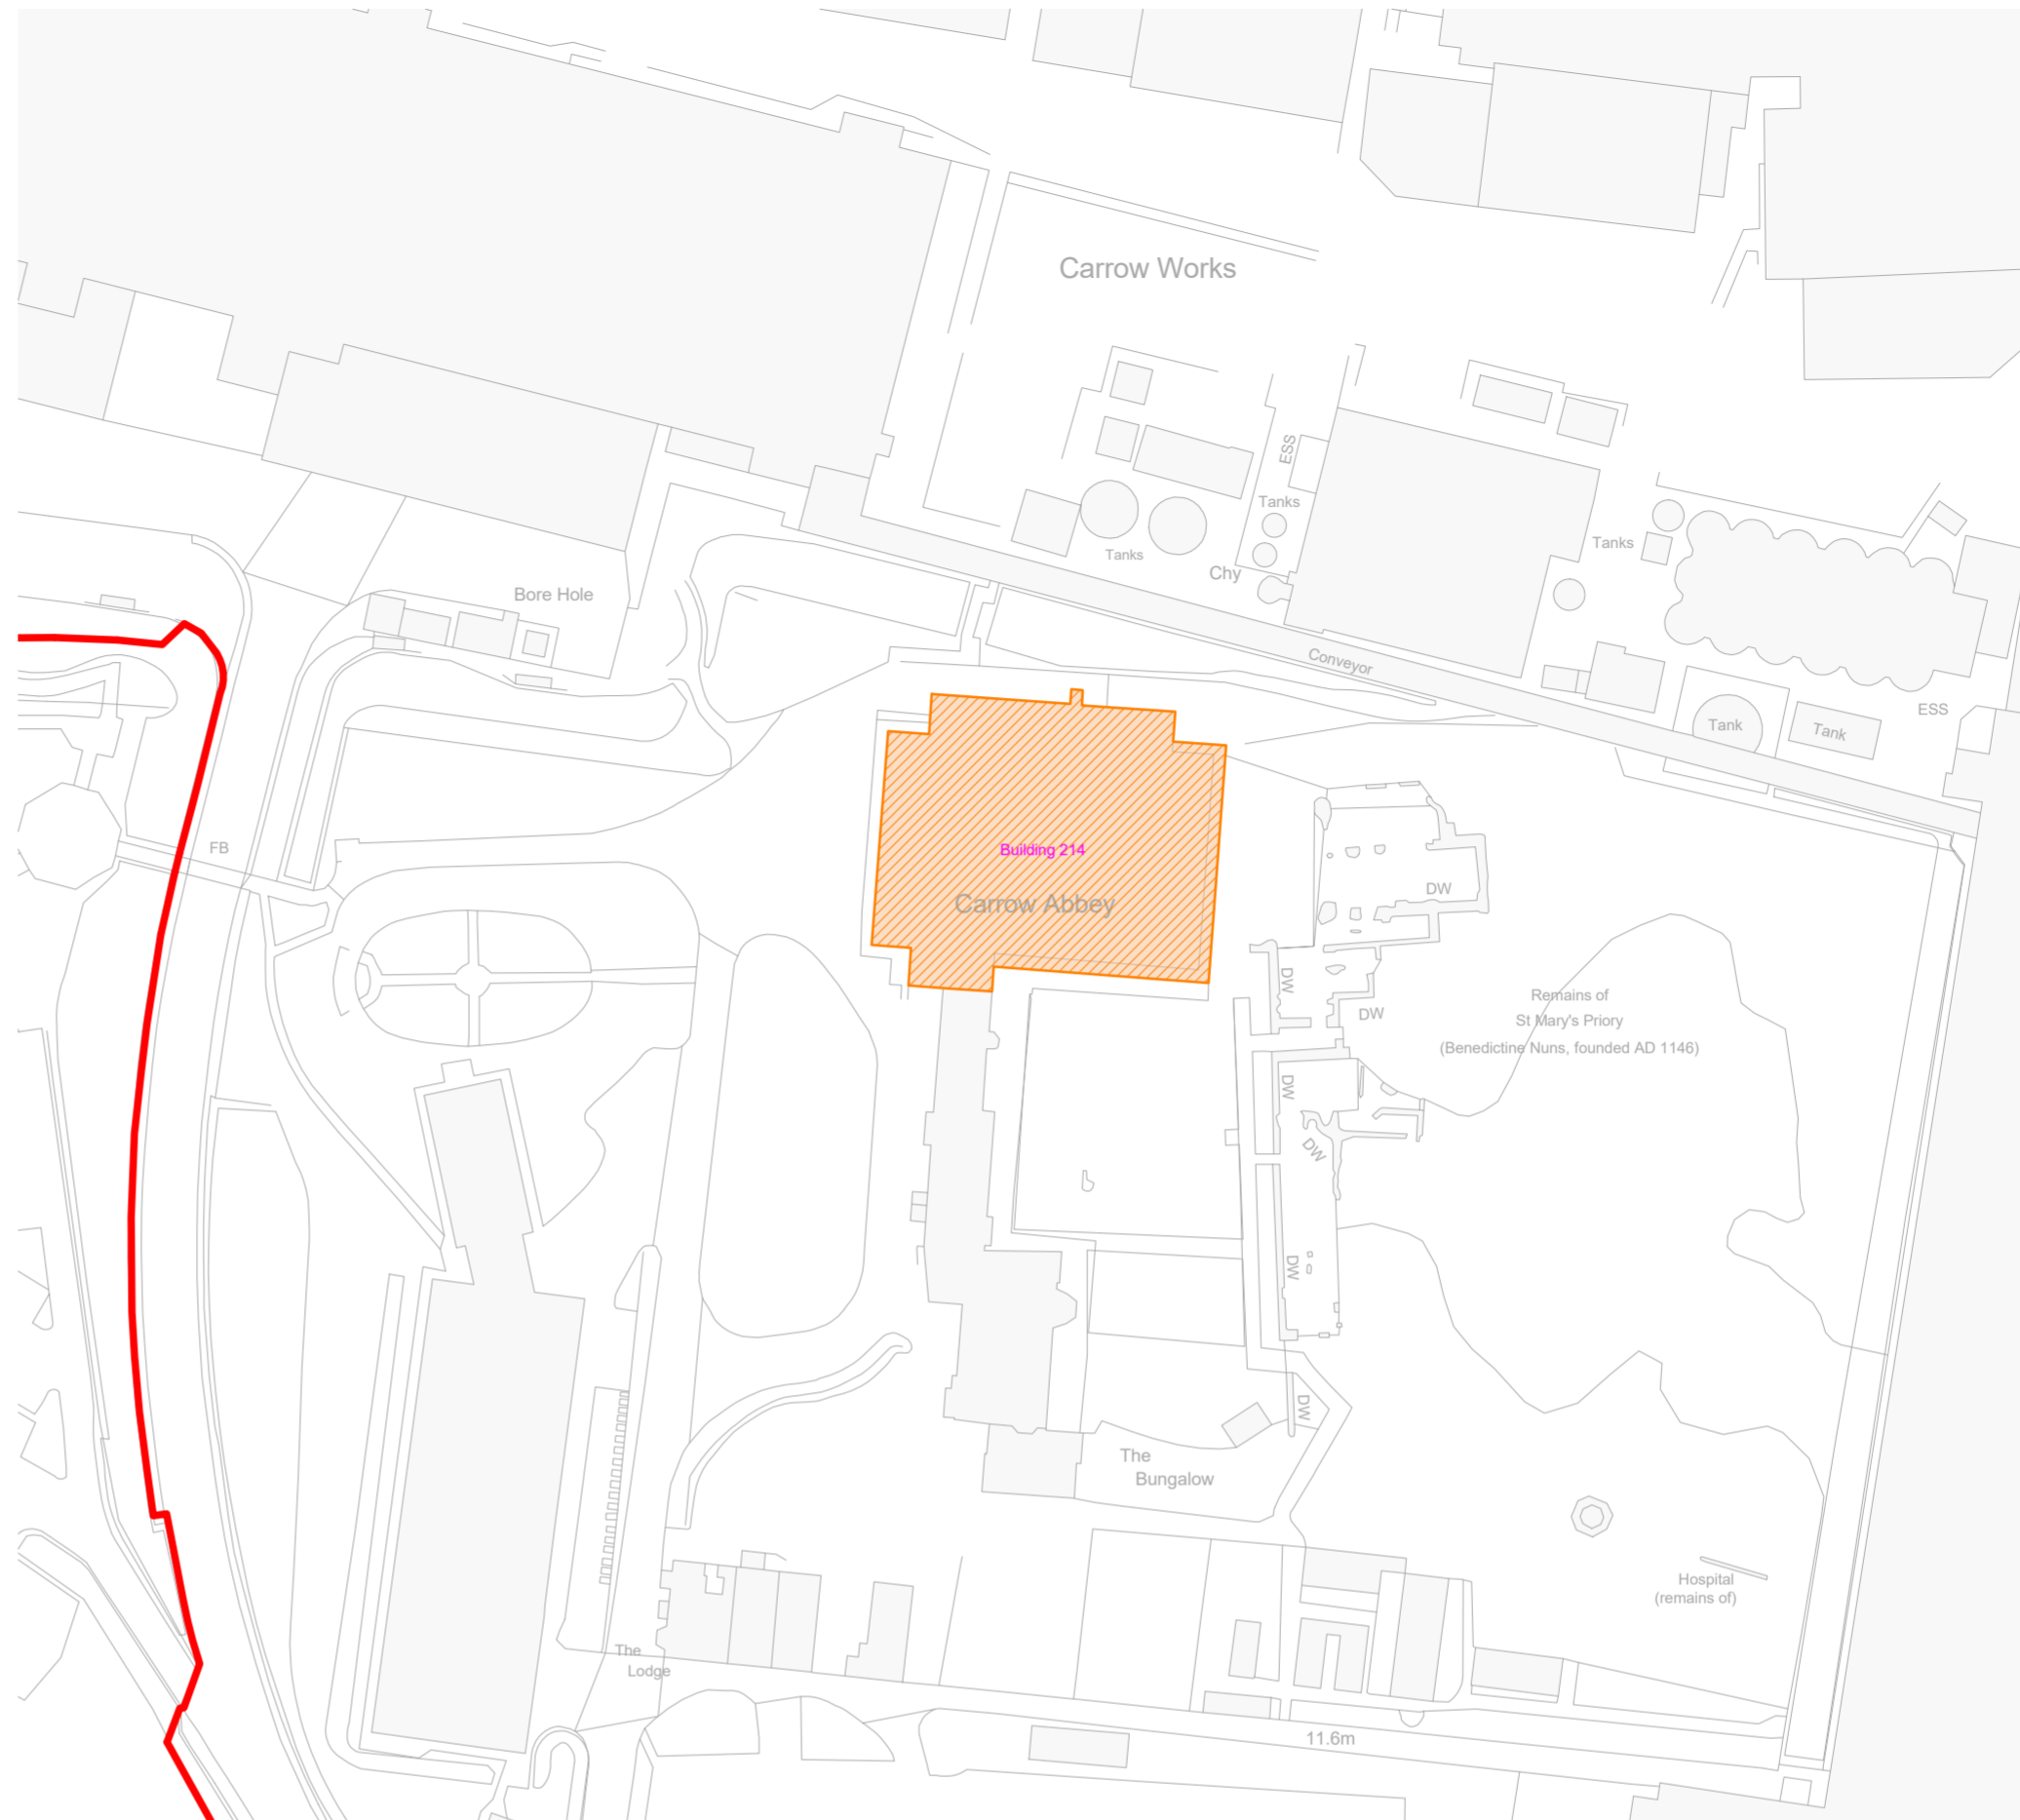 Carrow Works
ESS
Tanks
Tanks
Tanks
Chy
Bore Hole
Conveyor
ESS
Tank
Tank
FB
Building 214
Carrow Abbey
DW
DW
DW
Remains of
St Mary's Priory
(Benedictine Nuns, founded AD 1146)
DW
DW
DW
DW
The
Bungalow
Hospital
(remains of)
The
Lodge
11.6m